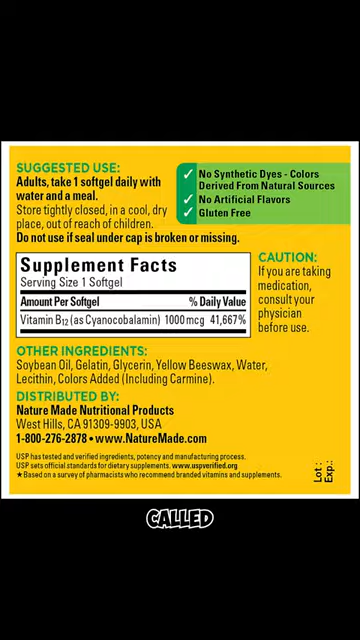 SUGGESTED USE:
Adults, take 1 softgel daily with
water and a meal.
Store tightly closed, in a cool, dry
place, out of reach of children.
Do not use if seal under cap is broken or missing.
✓ No Synthetic Dyes - Colors
Derived From Natural Sources
✓ No Artificial Flavors
✓ Gluten Free
Supplement Facts
Serving Size 1 Softgel
Amount Per Softgel % Daily Value
Vitamin B12 (as Cyanocobalamin) 1000 mcg 41,667%
CAUTION:
If you are taking
medication,
consult your
physician
before use.
OTHER INGREDIENTS:
Soybean Oil, Gelatin, Glycerin, Yellow Beeswax, Water,
Lecithin, Colors Added (Including Carmine).
DISTRIBUTED BY:
Nature Made Nutritional Products
West Hills, CA 91309-9903, USA
1-800-276-2878 • www.NatureMade.com
USP has tested and verified ingredients, potency and manufacturing process.
USP sets official standards for dietary supplements. www.uspverified.org
★Based on a survey of pharmacists who recommend branded vitamins and supplements.
Lot :
Exp.:
CALLED